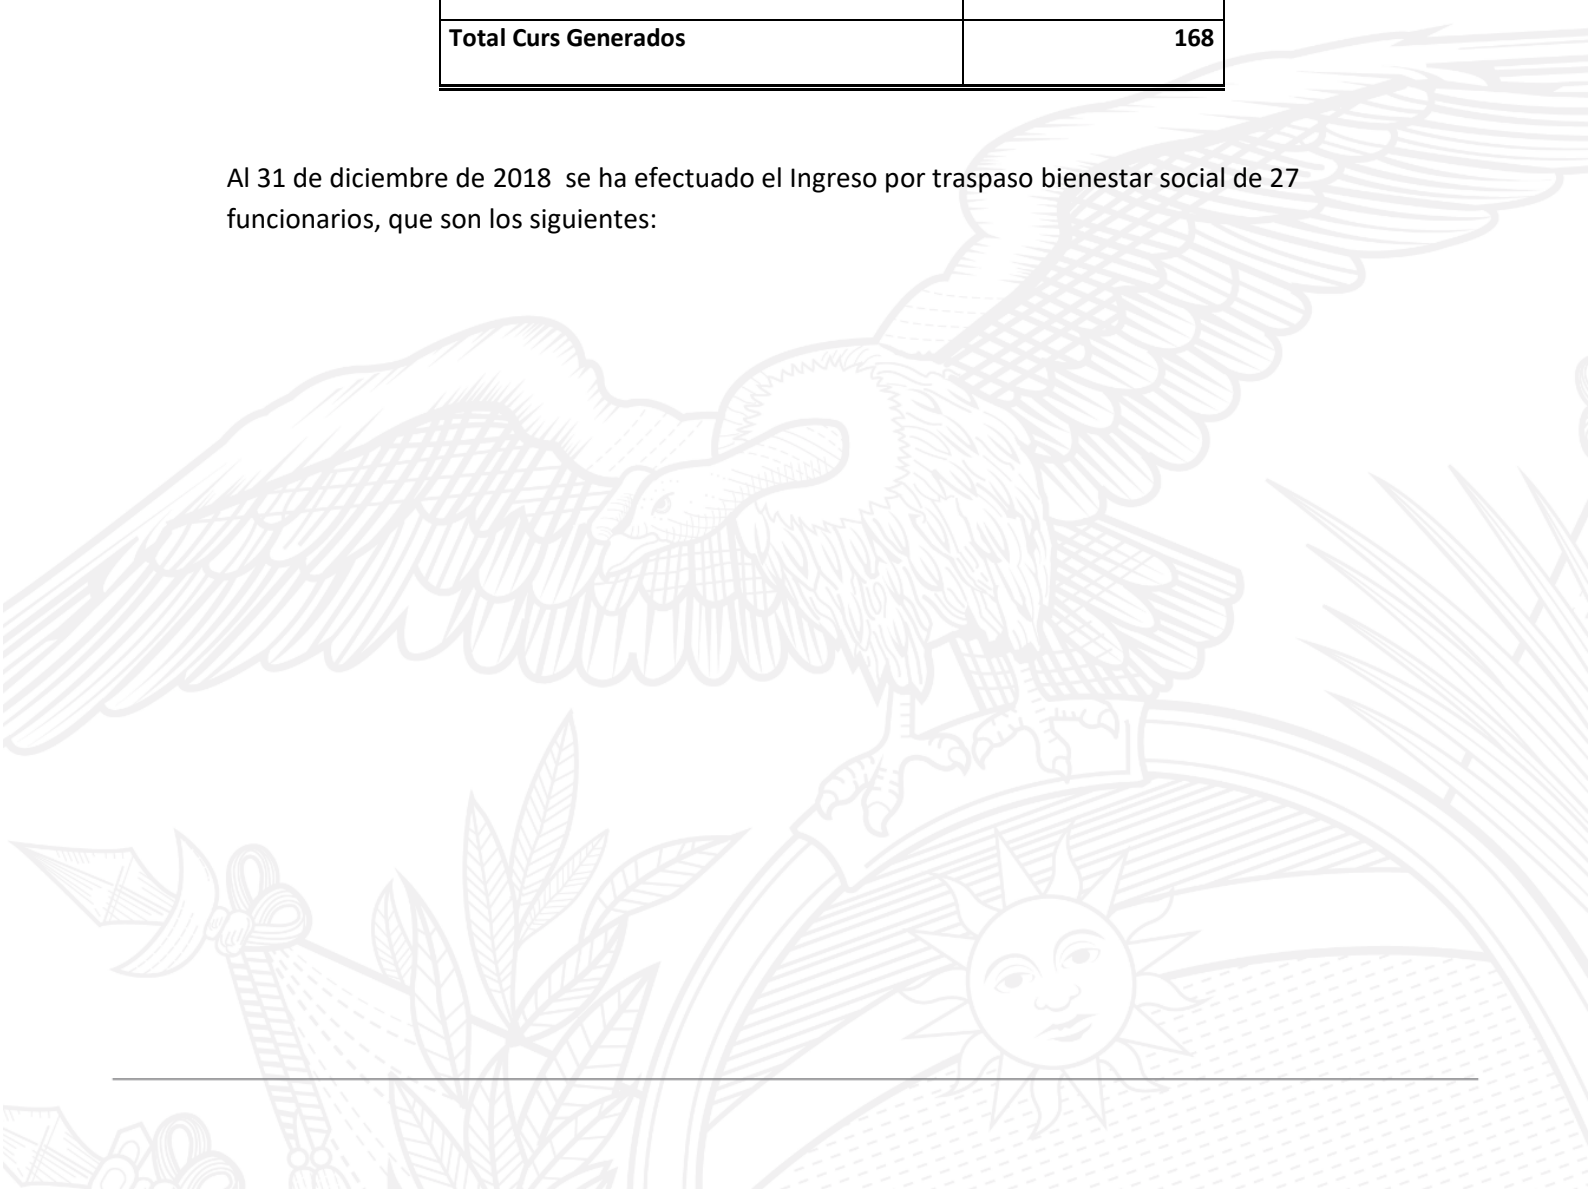 Total Curs Generados 168
Al 31 de diciembre de 2018  se ha efectuado el Ingreso por traspaso bienestar social de 27
funcionarios, que son los siguientes: